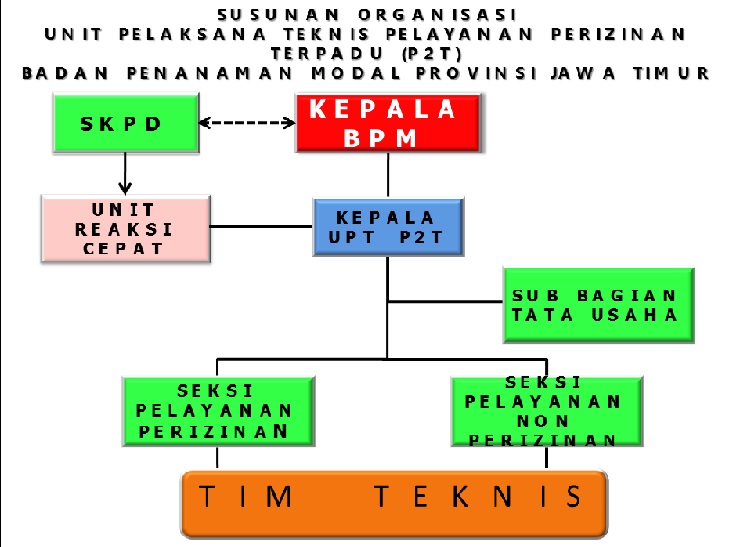 SUSUNAN ORGANISASI
UNIT PELAKSANA TEKNIS PELAYANAN PERIZINAN
TERPADU (P2T)
BADAN PENANAMAN MODAL PROVINSI JAWA TIMUR
SKPD
KEPALA
BPM
UNIT
REAKSI
CEPAT
KEPALA
UPT P2T
SUB BAGIAN
TATA USAHA
SEKSI
PELAYANAN
PERIZINAN
SEKSI
PELAYANAN
NON
PERIZINAN
TIM TEKNIS